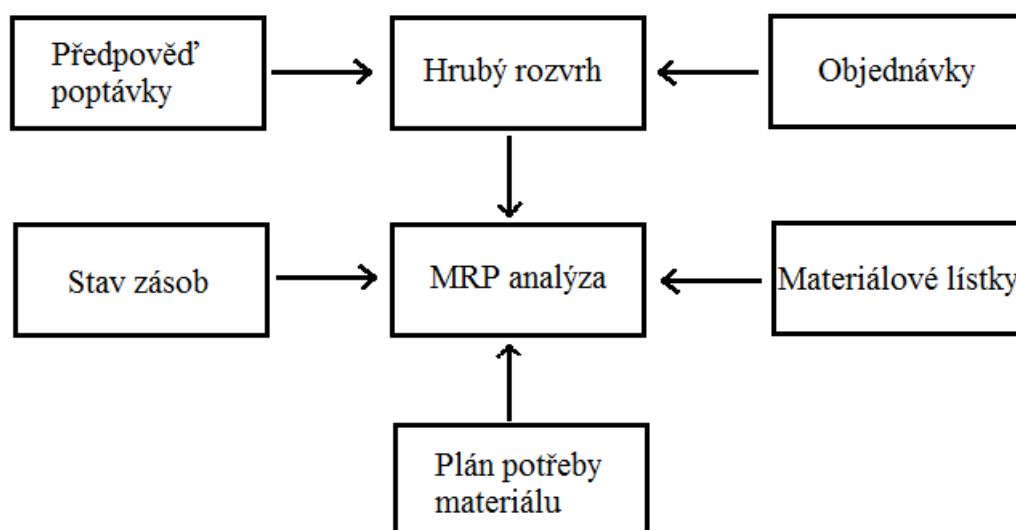 Předpověď
poptávky
Hrubý rozvrh
Objednávky
Stav zásob
MRP analýza
Materiálové lístky
Plán potřeby
materiálu